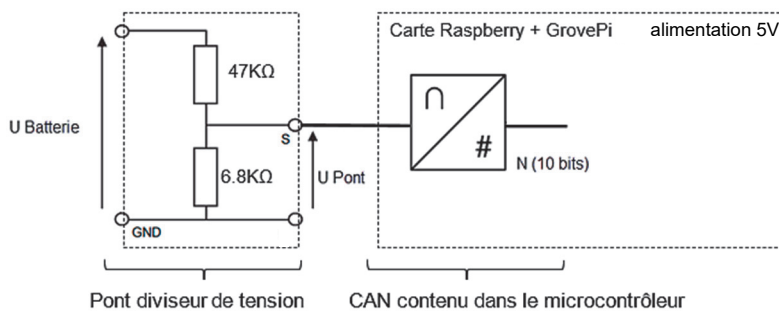 Carte Raspberry + GrovePi alimentation 5V
47KΩ
U Batterie
S
∩
#
6.8KΩ
U Pont
N (10 bits)
GND
Pont diviseur de tension
CAN contenu dans le microcontrôleur